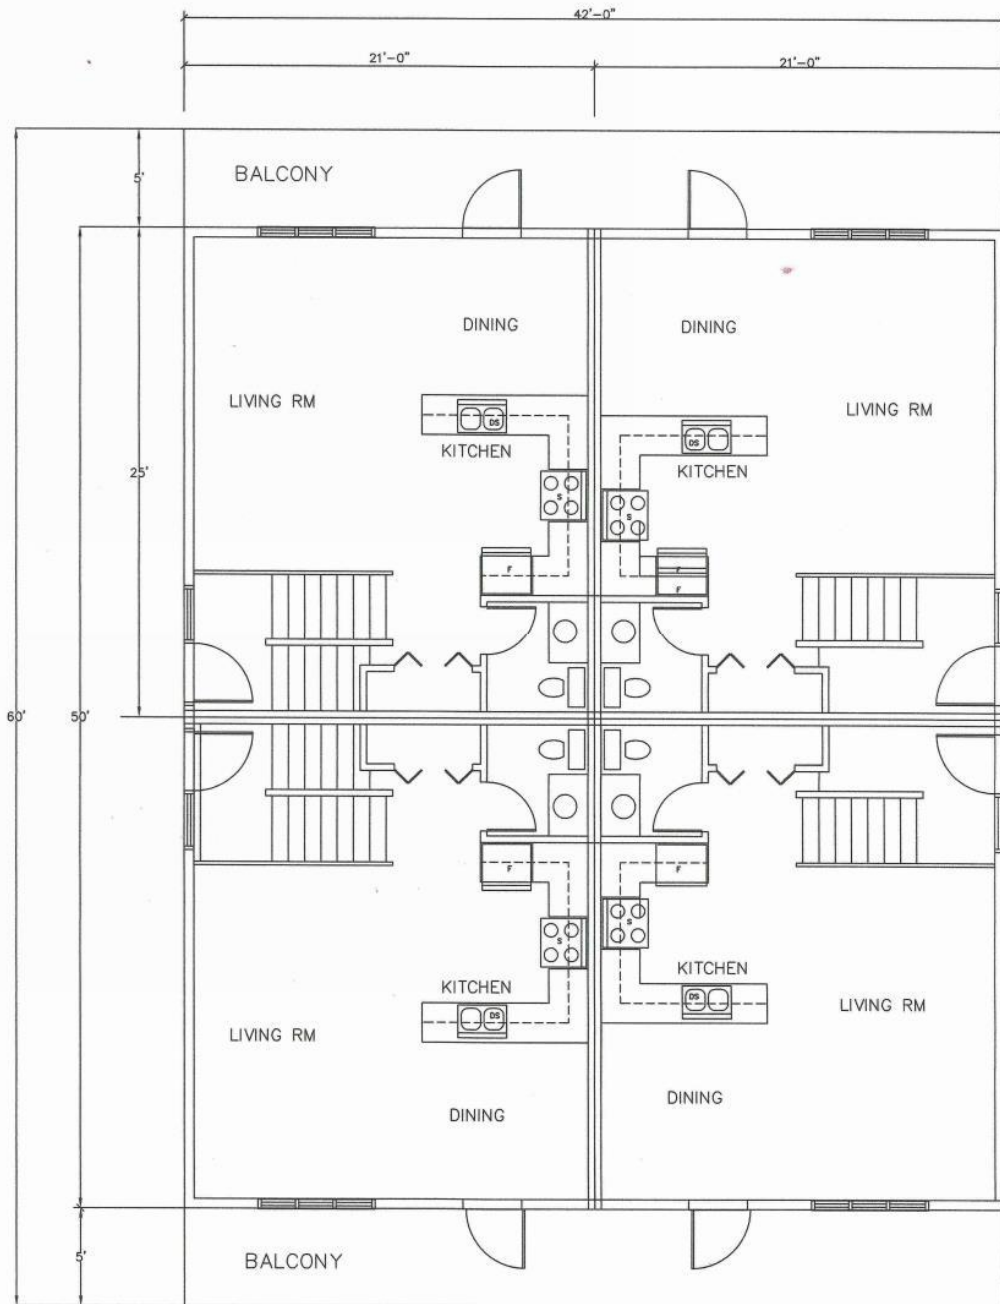 42'-0"
21'-0"
21'-0"
5'
BALCONY
DINING
DINING
LIVING RM
LIVING RM
DS
DS
KITCHEN
KITCHEN
25'
S
S
F
F
F
60'
50'
F
S
S
KITCHEN
KITCHEN
DS
DS
LIVING RM
LIVING RM
DINING
DINING
5'
BALCONY